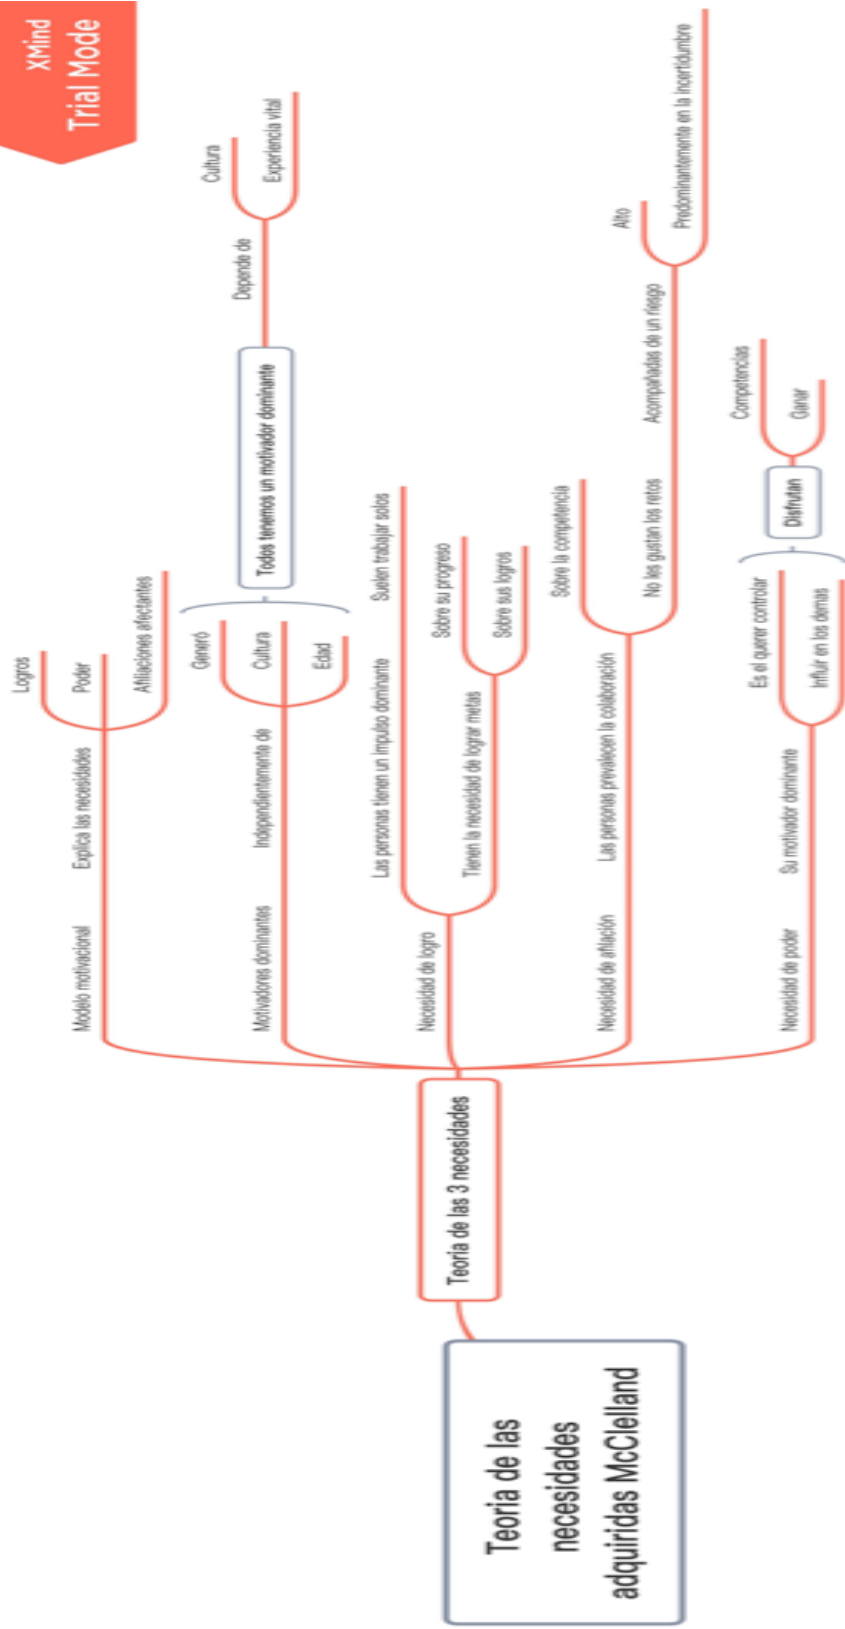 XMind
Trial Mode
Teoria de las
necesidades
adquiridas McClelland
Teoria de las 3 necesidades
Modelo motivacional
Explica las necesidades
Logros
Poder
Afiliaciones afectantes
Motivadores dominantes
Independientemente de
Generó
Cultura
Edad
Todos tenemos un motivador dominante
Depende de
Cultura
Experiencia vital
Necesidad de logro
Las personas tienen un impulso dominante
Suelen trabajar solos
Tienen la necesidad de lograr metas
Sobre su progreso
Sobre sus logros
Necesidad de afilación
Las personas prevalecen la colaboración
Sobre la competencia
No les gustan los retos
Acompañadas de un riesgo
Alto
Predominantemente en la incertidumbre
Necesidad de poder
Su motivador dominante
Es el querer controlar
Influir en los demas
Disfrutan
Competencias
Ganar